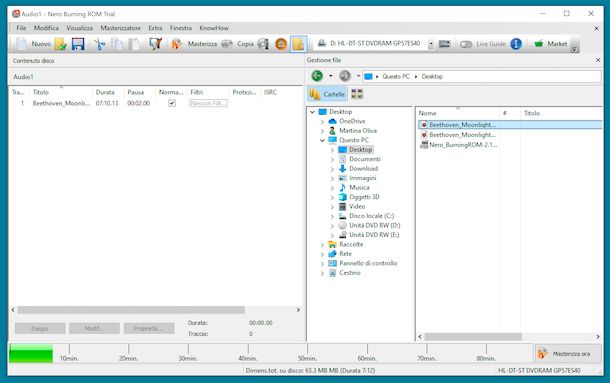 Audio1 - Nero Burning ROM Trial
File Modifica Visualizza Masterizzatore Extra Finestra KnowHow
Nuovo Masterizza Copia D: HL-DT-ST DVDRAM GP57ES40 Live Guide Market
Contenuto disco
Gestione file
Audio1
Questo PC Desktop
Cartelle
Tra... Titolo Durata Pausa Norma... Filtri Protezi... ISRC
1 Beethoven_Moonli... 07:10.13 00:02.00 [Nessun Filt...
Desktop
OneDrive
Martina Oliva
Questo PC
Desktop
Documenti
Download
Immagini
Musica
Oggetti 3D
Video
Disco locale (C:)
Unità DVD RW (D:)
Unità DVD RW (E:)
Raccolte
Rete
Pannello di controllo
Cestino
Nome # Titolo
Beethoven_Moonlight...
Beethoven_Moonlight...
Nero_BurningROM-2.1...
Esegui Modif... Proprietà...
Durata: 00:00.00
Traccia: 0
10min. 20min. 30min. 40min. 50min. 60min. 70min. 80min.
Masterizza ora
Dimens.tot. su disco: 63.3 MB MB (Durata 7:12)
HL-DT-ST DVDRAM GP57ES40